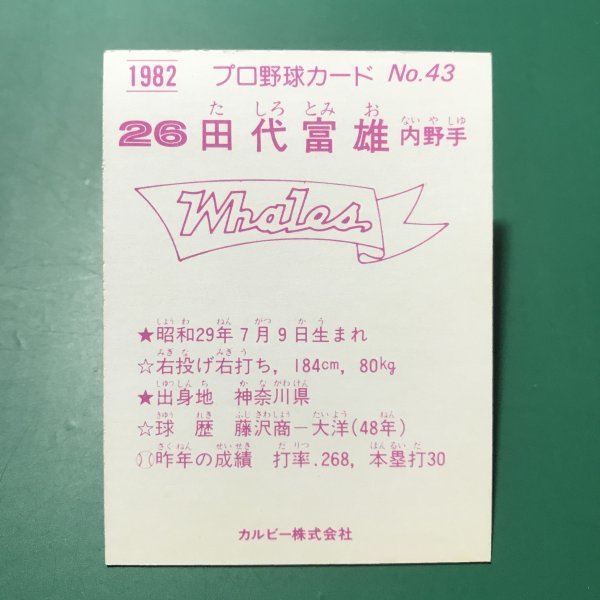 1982 プロ野球カード No.43
た しろ とみ お ない や しゆ
26 田代富雄 内野手
Whales
しょう わ ねん がつ か う
★昭和29年7月9日生まれ
みぎ な みぎ う
☆右投げ右打ち, 184cm, 80kg
しゆつ しん ち か な がわ けん
★出身地 神奈川県
きゆう れき ふじ さわ しょう たい よう ねん
☆球歴 藤沢商ー大洋(48年)
さく ねん せい せき だ りつ ほん るい だ
昨年の成績 打率.268, 本塁打30
カルビー株式会社